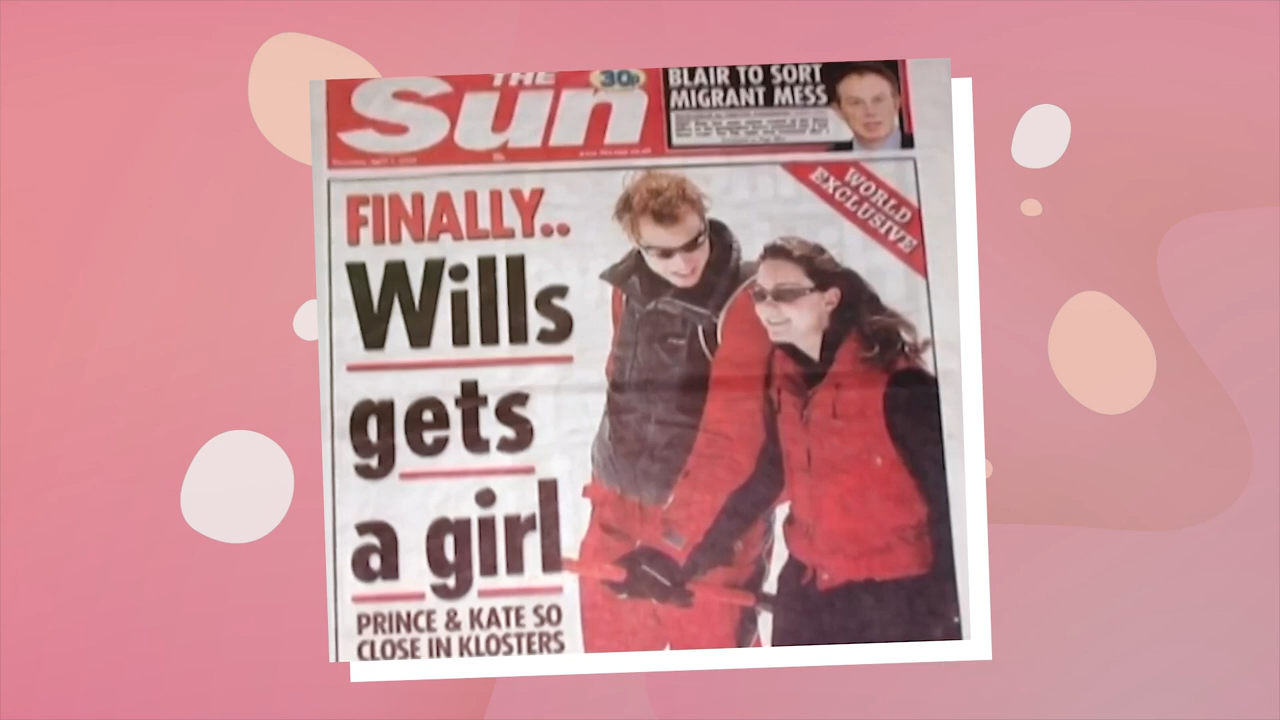 THE
Sun
30p
BLAIR TO SORT
MIGRANT MESS
WORLD
EXCLUSIVE
FINALLY..
Wills
gets
a girl
PRINCE & KATE SO
CLOSE IN KLOSTERS